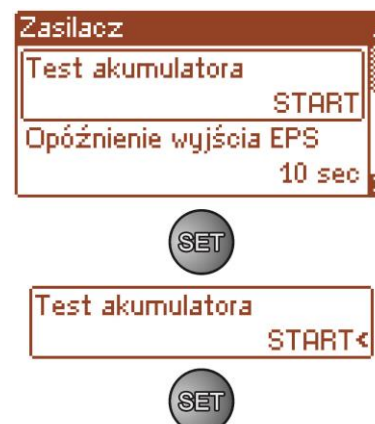 Zasilacz
Test akumulatora
START
Opóźnienie wyjścia EPS
10 sec
SET
Test akumulatora
START<
SET